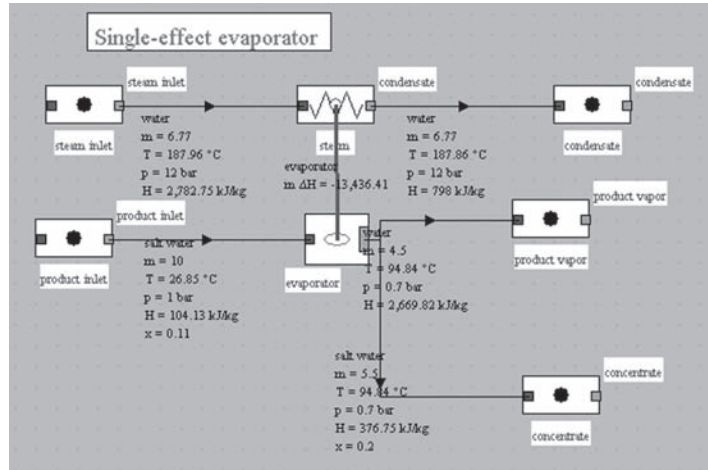 Single-effect evaporator
steam inlet
condensate
condensate
steam inlet
steam
condensate
water
m = 6.77
T = 187.96 °C
p = 12 bar
H = 2,782.75 kJ/kg
water
m = 6.77
T = 187.86 °C
p = 12 bar
H = 798 kJ/kg
evaporator
m ΔH = -13,436.41
product inlet
product vapor
product inlet
evaporator
product vapor
salt water
m = 10
T = 26.85 °C
p = 1 bar
H = 104.13 kJ/kg
x = 0.11
water
m = 4.5
T = 94.84 °C
p = 0.7 bar
H = 2,669.82 kJ/kg
salt water
m = 5.5
T = 94.84 °C
p = 0.7 bar
H = 376.75 kJ/kg
x = 0.2
concentrate
concentrate